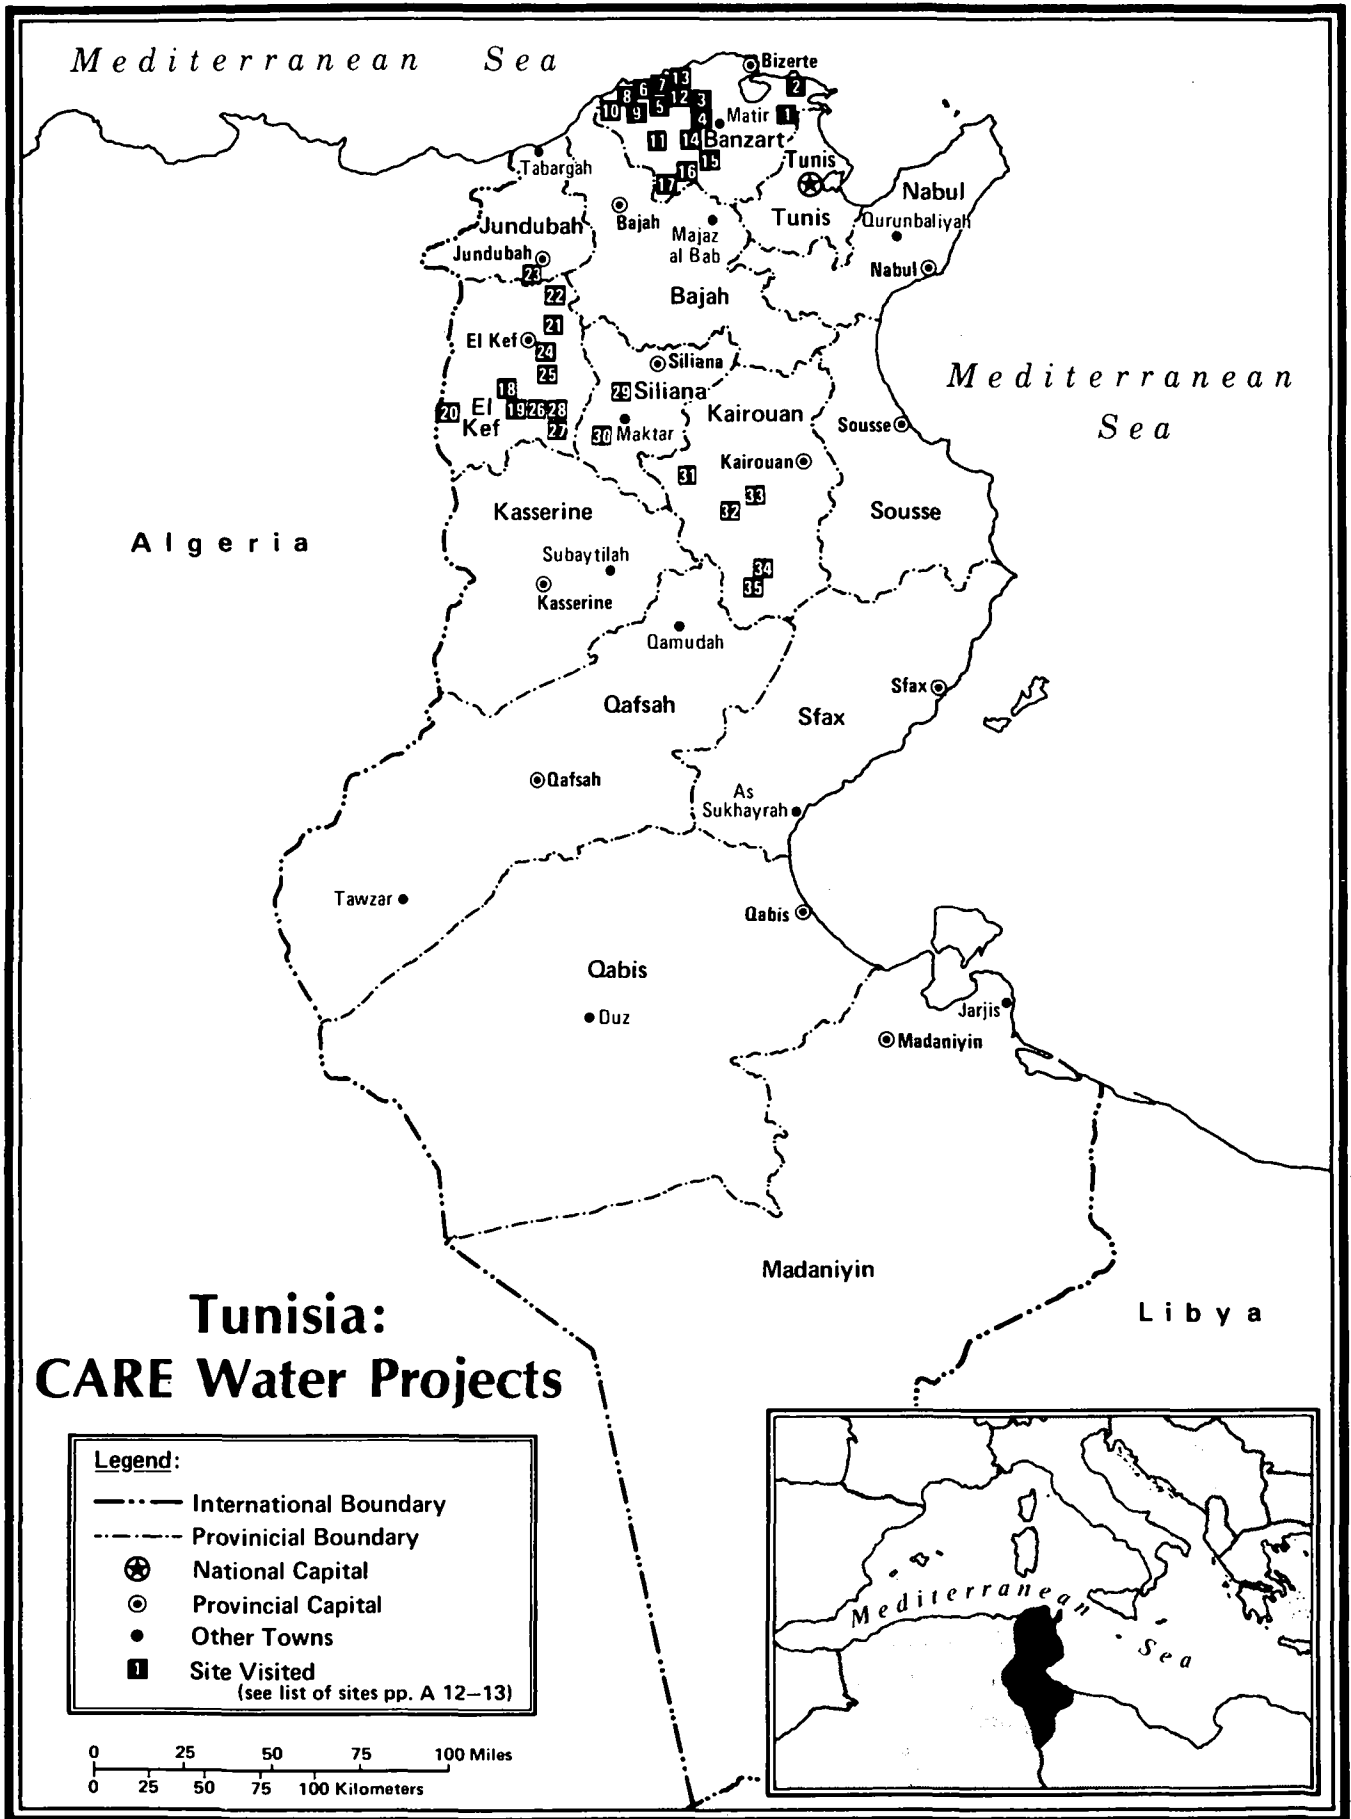 Mediterranean Sea
Bizerte
13
7
2
6
8
12
3
10
9
5
4
Matir
1
11
14
Banzart
15
Tunis
Tabargah
16
17
Nabul
Bajah
Majaz
al Bab
Tunis
Qurunbaliyah
Jundubah
Jundubah
23
Nabul
22
Bajah
21
El Kef
24
Siliana
25
Mediterranean
Sea
18
29
Siliana
20
El
Kef
19
26
28
27
Kairouan
30
Maktar
Sousse
Kairouan
31
33
32
Kasserine
Sousse
Algeria
Subaytilah
34
35
Kasserine
Qamudah
Sfax
Qafsah
Sfax
Qafsah
As
Sukhayrah
Tawzar
Qabis
Qabis
Duz
Jarjis
Madaniyin
Madaniyin
Libya
Tunisia:
CARE Water Projects
Legend:
International Boundary
Provinicial Boundary
National Capital
Provincial Capital
Other Towns
1
Site Visited
(see list of sites pp. A 12–13)
0 25 50 75 100 Miles
0 25 50 75 100 Kilometers
Mediterranean
Sea